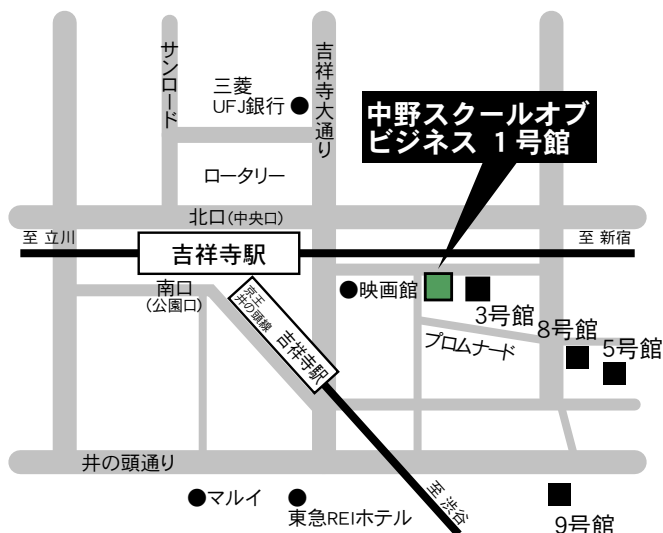 サンロード
三菱
UFJ銀行
吉祥寺大通り
中野スクールオブ
ビジネス 1号館
ロータリー
北口(中央口)
至 立川
吉祥寺駅
至 新宿
南口
(公園口)
京王
井の頭線
吉祥寺駅
映画館
3号館
プロムナード
8号館
5号館
井の頭通り
マルイ
東急REIホテル
至 渋谷
9号館